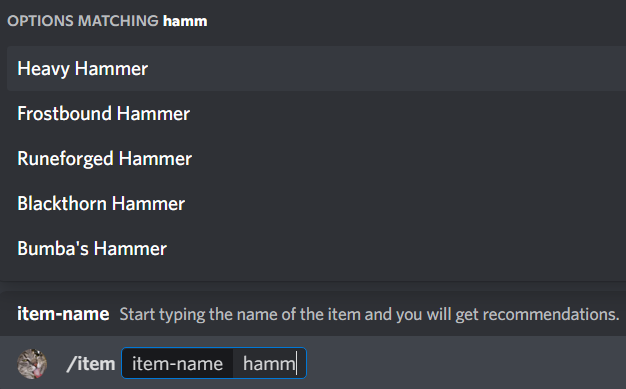 OPTIONS MATCHING hamm
Heavy Hammer
Frostbound Hammer
Runeforged Hammer
Blackthorn Hammer
Bumba's Hammer
item-name Start typing the name of the item and you will get recommendations.
/item item-name hamm